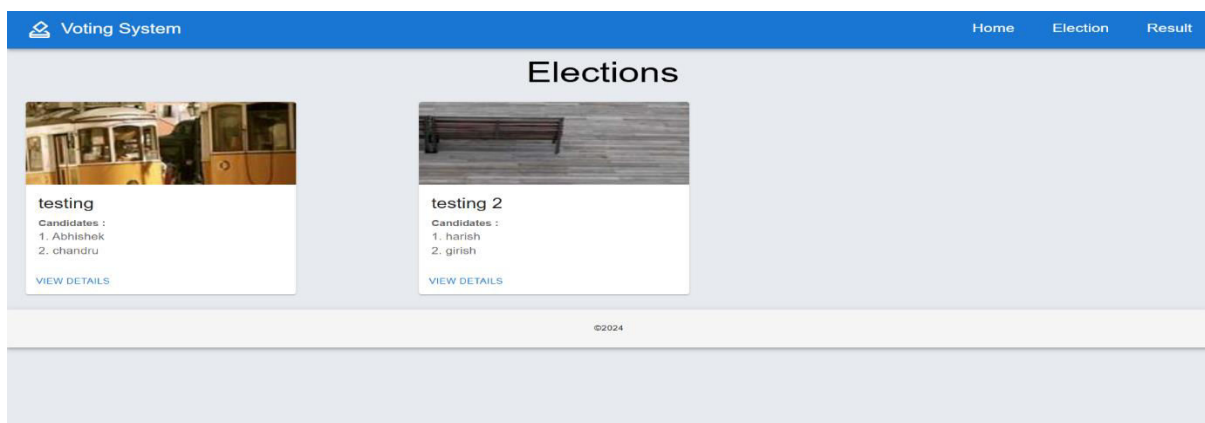 Voting System
Home
Election
Result
Elections
testing
Candidates :
1. Abhishek
2. chandru
VIEW DETAILS
testing 2
Candidates :
1. harish
2. girish
VIEW DETAILS
©2024